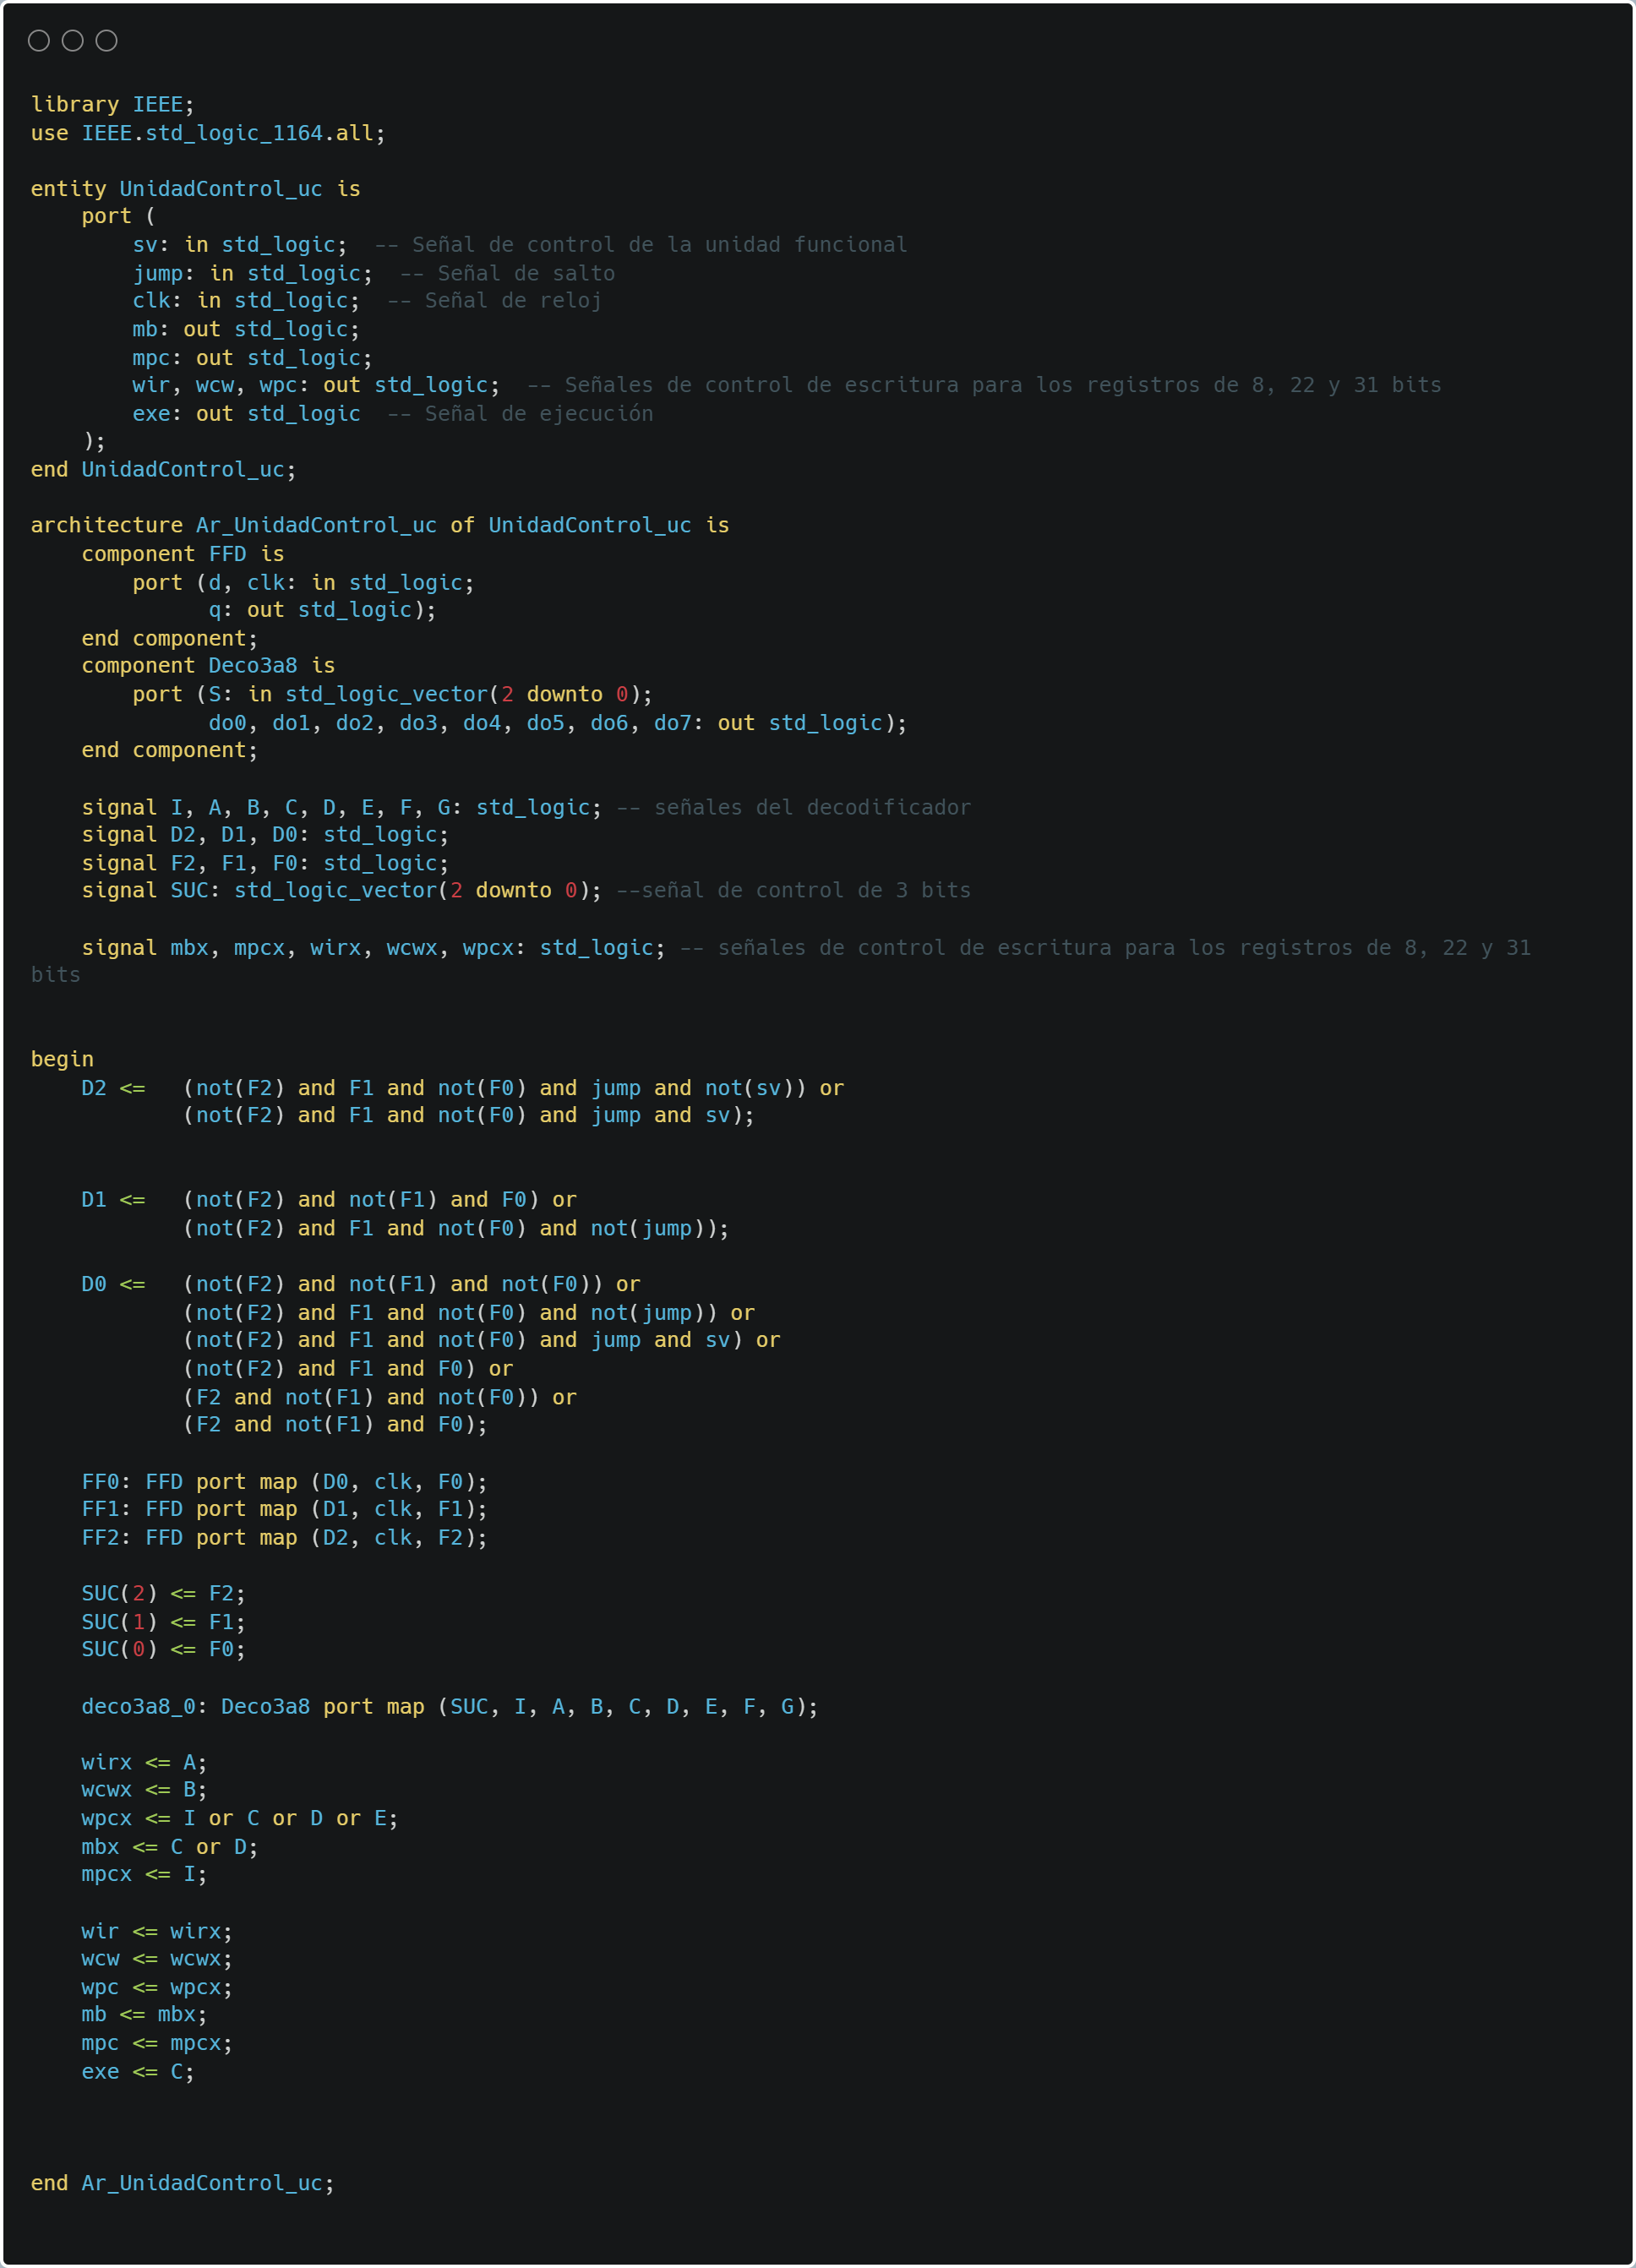 library IEEE;
use IEEE.std_logic_1164.all;

entity UnidadControl_uc is
    port (
        sv: in std_logic;  -- Señal de control de la unidad funcional
        jump: in std_logic;  -- Señal de salto
        clk: in std_logic;  -- Señal de reloj
        mb: out std_logic;
        mpc: out std_logic;
        wir, wcw, wpc: out std_logic;  -- Señales de control de escritura para los registros de 8, 22 y 31 bits
        exe: out std_logic  -- Señal de ejecución
    );
end UnidadControl_uc;

architecture Ar_UnidadControl_uc of UnidadControl_uc is
    component FFD is
        port (d, clk: in std_logic;
              q: out std_logic);
    end component;
    component Deco3a8 is
        port (S: in std_logic_vector(2 downto 0);
              do0, do1, do2, do3, do4, do5, do6, do7: out std_logic);
    end component;

    signal I, A, B, C, D, E, F, G: std_logic; -- señales del decodificador
    signal D2, D1, D0: std_logic;
    signal F2, F1, F0: std_logic;
    signal SUC: std_logic_vector(2 downto 0); --señal de control de 3 bits

    signal mbx, mpcx, wirx, wcwx, wpcx: std_logic; -- señales de control de escritura para los registros de 8, 22 y 31
bits

begin
    D2 <=   (not(F2) and F1 and not(F0) and jump and not(sv)) or
            (not(F2) and F1 and not(F0) and jump and sv);

    D1 <=   (not(F2) and not(F1) and F0) or
            (not(F2) and F1 and not(F0) and not(jump));

    D0 <=   (not(F2) and not(F1) and not(F0)) or
            (not(F2) and F1 and not(F0) and not(jump)) or
            (not(F2) and F1 and not(F0) and jump and sv) or
            (not(F2) and F1 and F0) or
            (F2 and not(F1) and not(F0)) or
            (F2 and not(F1) and F0);

    FF0: FFD port map (D0, clk, F0);
    FF1: FFD port map (D1, clk, F1);
    FF2: FFD port map (D2, clk, F2);

    SUC(2) <= F2;
    SUC(1) <= F1;
    SUC(0) <= F0;

    deco3a8_0: Deco3a8 port map (SUC, I, A, B, C, D, E, F, G);

    wirx <= A;
    wcwx <= B;
    wpcx <= I or C or D or E;
    mbx <= C or D;
    mpcx <= I;

    wir <= wirx;
    wcw <= wcwx;
    wpc <= wpcx;
    mb <= mbx;
    mpc <= mpcx;
    exe <= C;

end Ar_UnidadControl_uc;